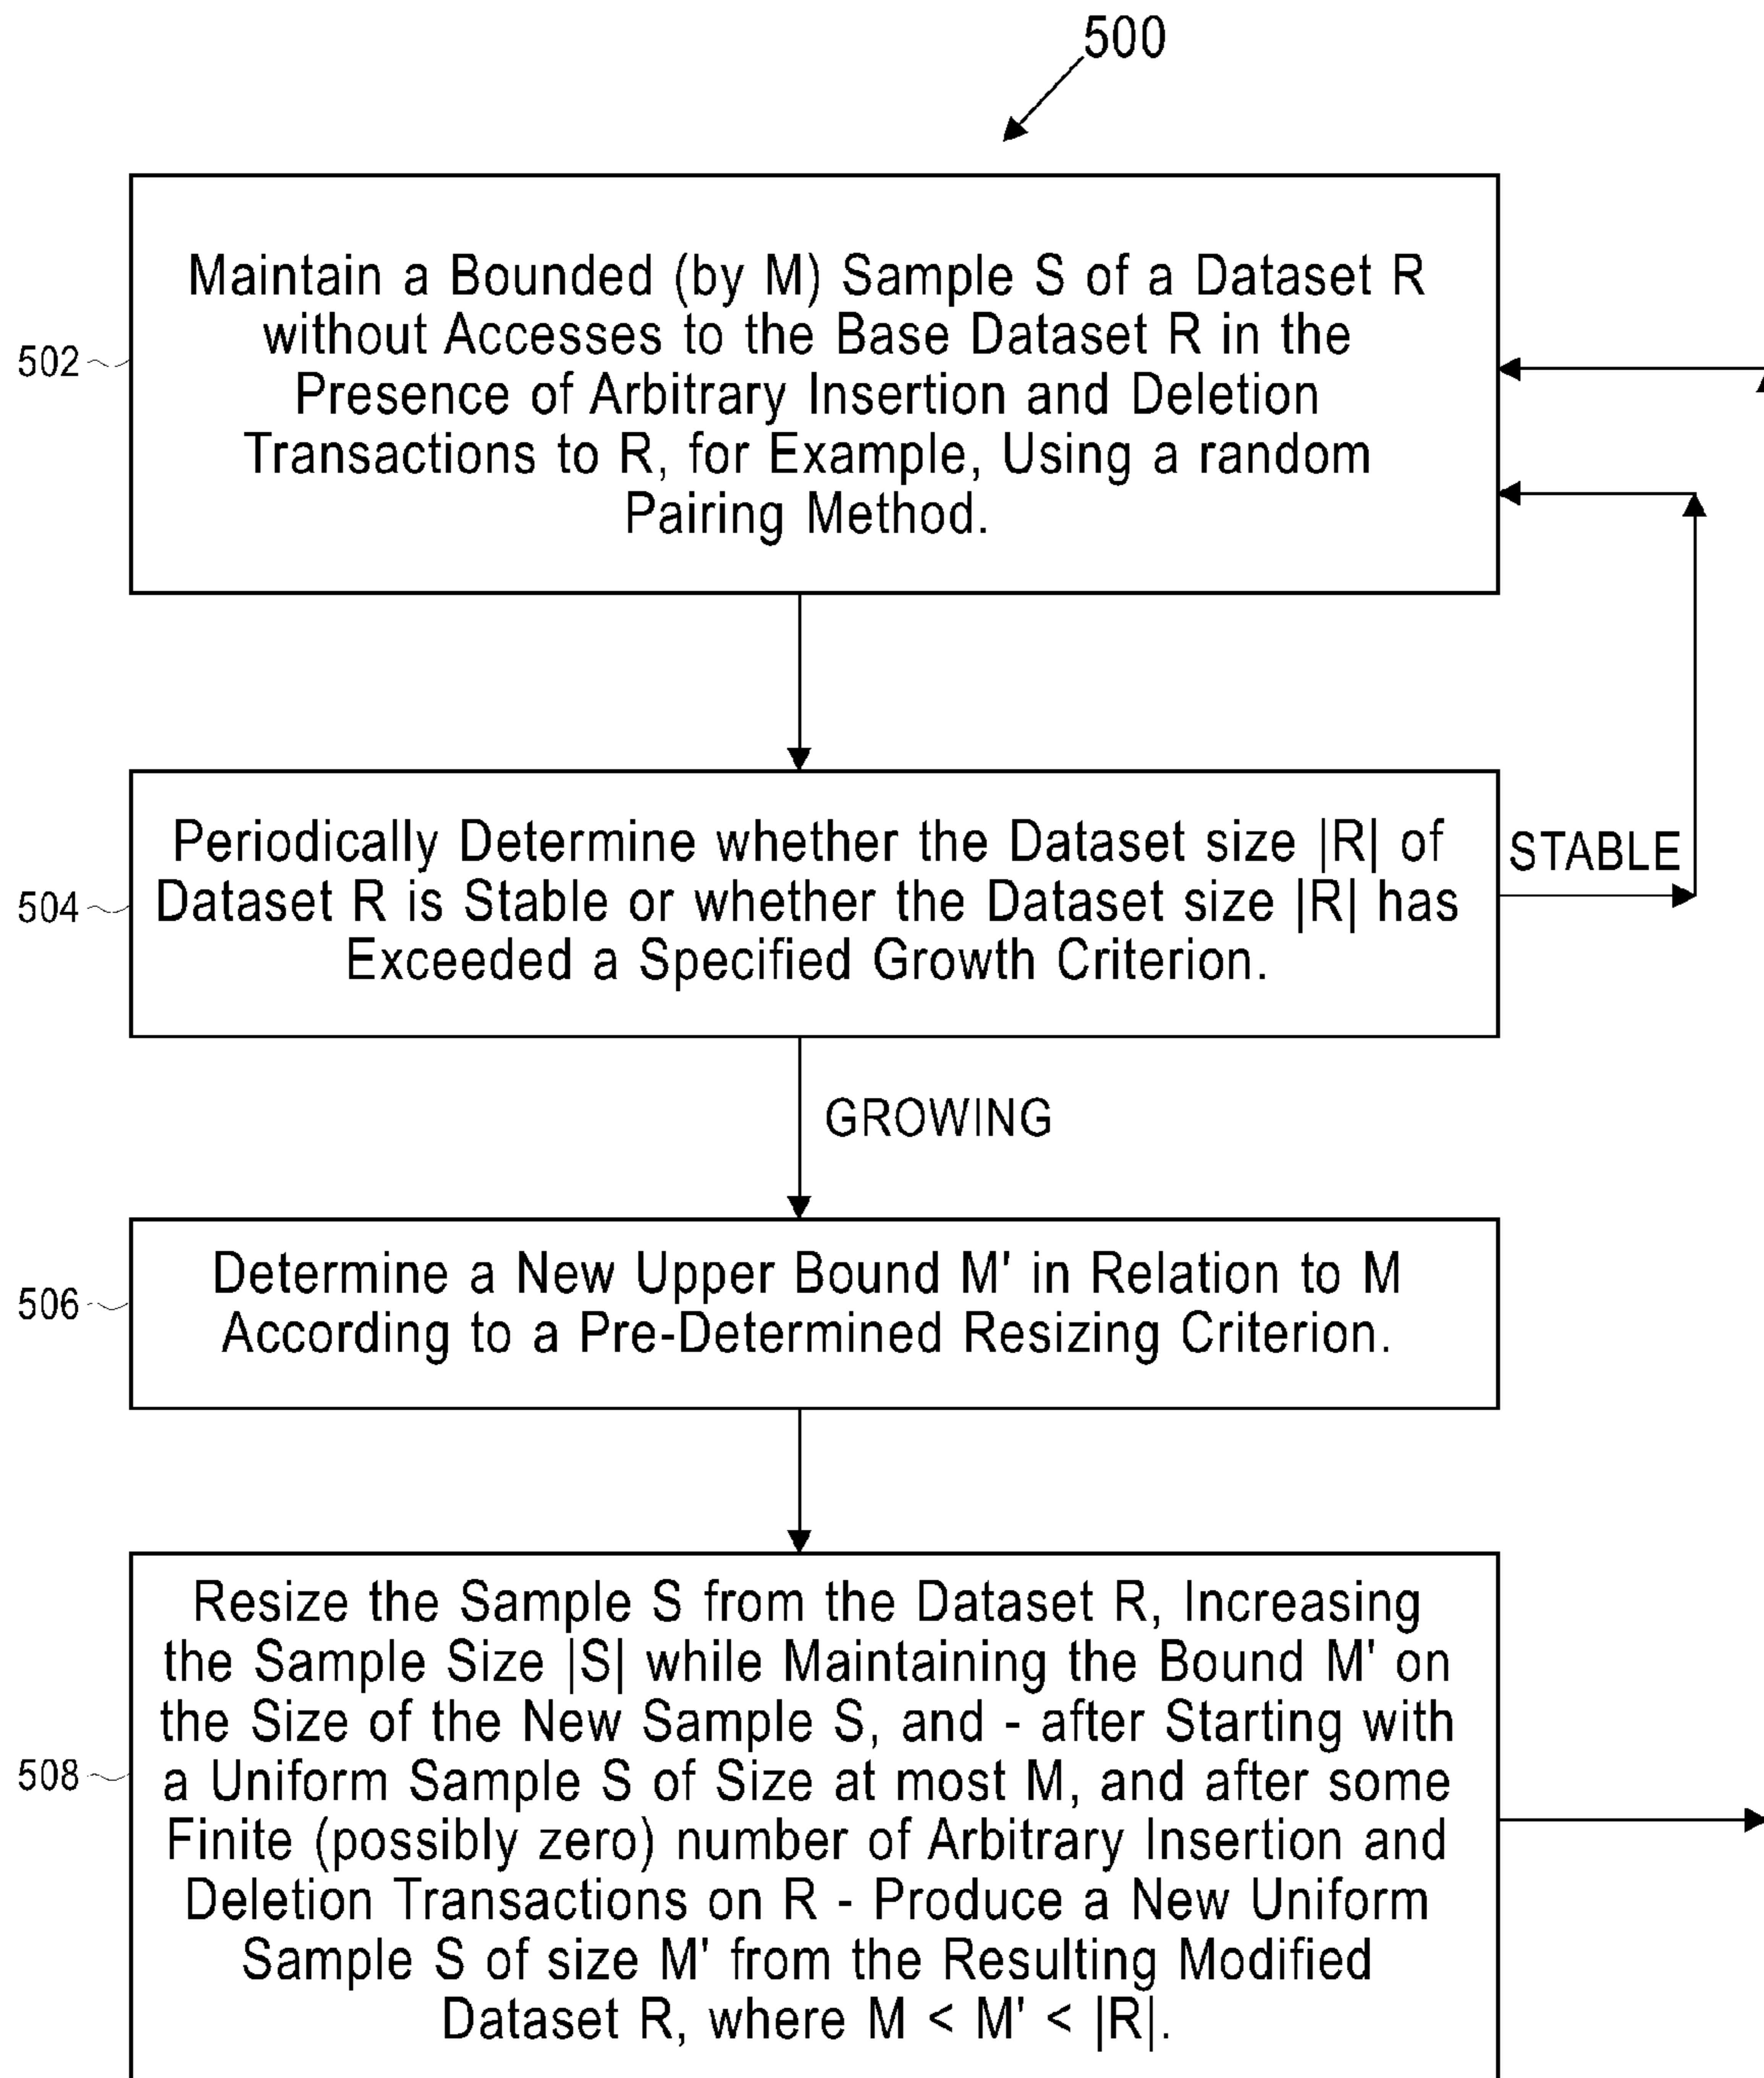 500
502
Maintain a Bounded (by M) Sample S of a Dataset R
without Accesses to the Base Dataset R in the
Presence of Arbitrary Insertion and Deletion
Transactions to R, for Example, Using a random
Pairing Method.
504
Periodically Determine whether the Dataset size |R| of
Dataset R is Stable or whether the Dataset size |R| has
Exceeded a Specified Growth Criterion.
STABLE
GROWING
506
Determine a New Upper Bound M' in Relation to M
According to a Pre-Determined Resizing Criterion.
508
Resize the Sample S from the Dataset R, Increasing
the Sample Size |S| while Maintaining the Bound M' on
the Size of the New Sample S, and - after Starting with
a Uniform Sample S of Size at most M, and after some
Finite (possibly zero) number of Arbitrary Insertion and
Deletion Transactions on R - Produce a New Uniform
Sample S of size M' from the Resulting Modified
Dataset R, where M < M' < |R|.